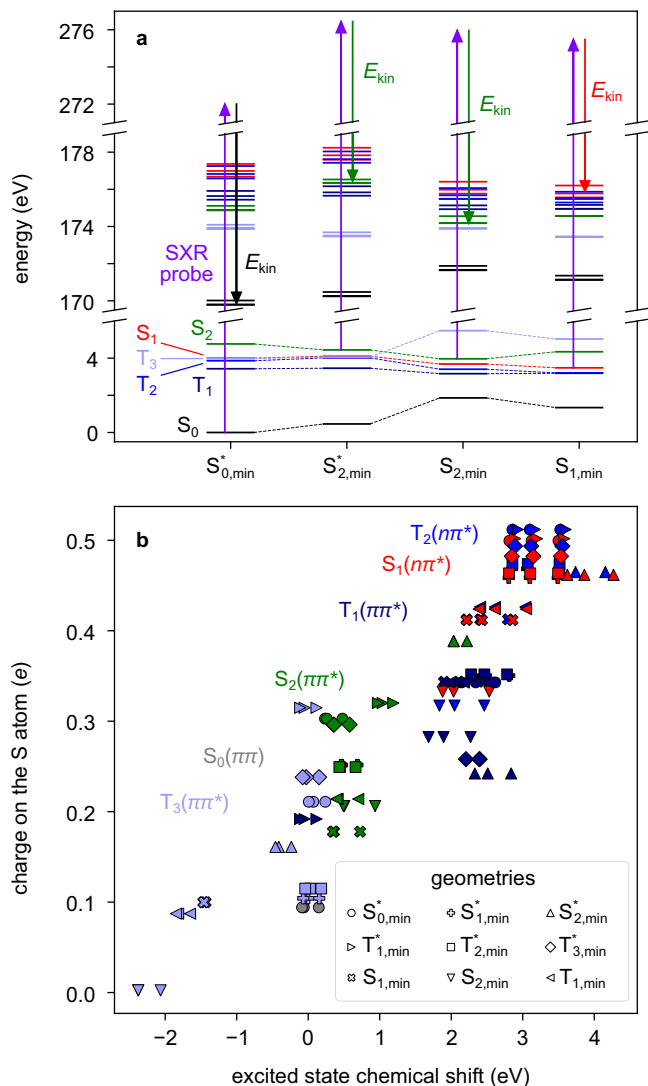 a
276
272
178
174
170
4
0
energy (eV)
E_kin
E_kin
E_kin
E_kin
SXR
probe
S_2
S_1
T_3
T_2
T_1
S_0
S*_0,min
S*_2,min
S_2,min
S_1,min
b
0.5
0.4
0.3
0.2
0.1
0.0
charge on the S atom (e)
T_2(nπ*)
S_1(nπ*)
T_1(ππ*)
S_2(ππ*)
S_0(ππ)
T_3(ππ*)
geometries
S*_0,min S*_1,min S*_2,min
T*_1,min T*_2,min T*_3,min
S_1,min S_2,min T_1,min
−2 −1 0 1 2 3 4
excited state chemical shift (eV)